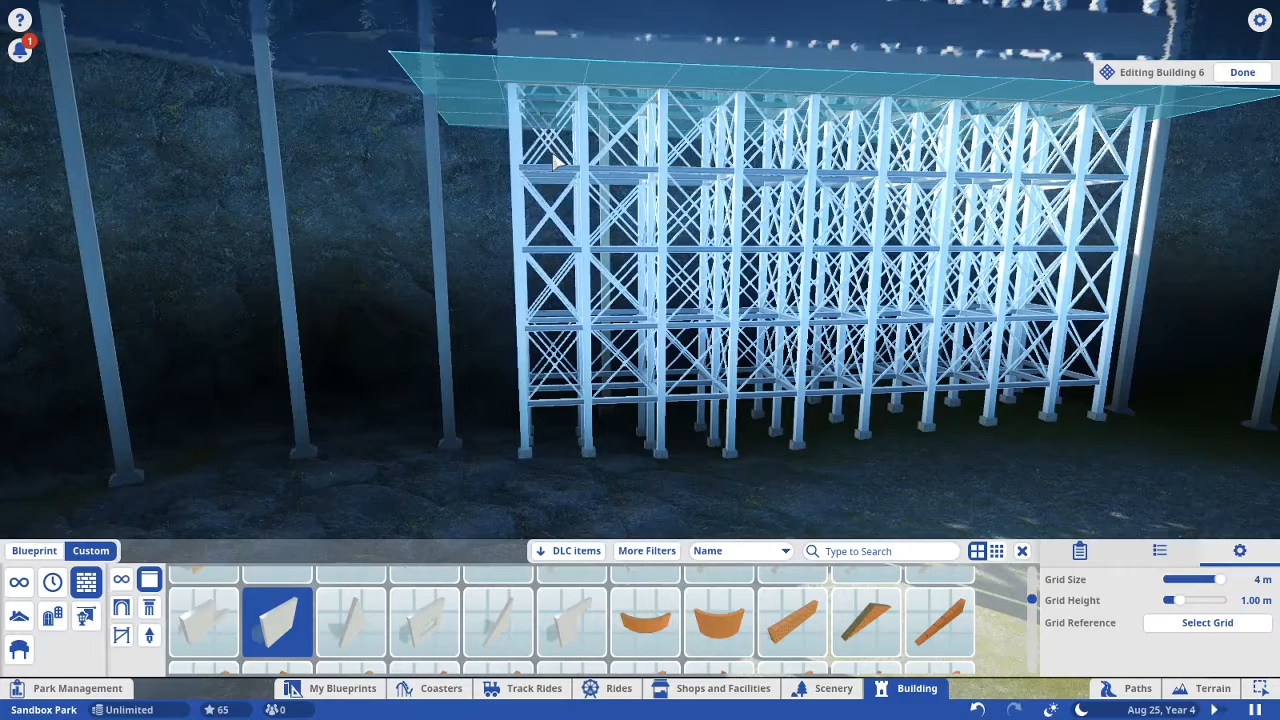 ?
1
Editing Building 6
Done
Blueprint
Custom
DLC items
More Filters
Name
Type to Search
Grid Size
4 m
Grid Height
1.00 m
Grid Reference
Select Grid
Park Management
My Blueprints
Coasters
Track Rides
Rides
Shops and Facilities
Scenery
Building
Paths
Terrain
Sandbox Park
Unlimited
65
0
Aug 25, Year 4